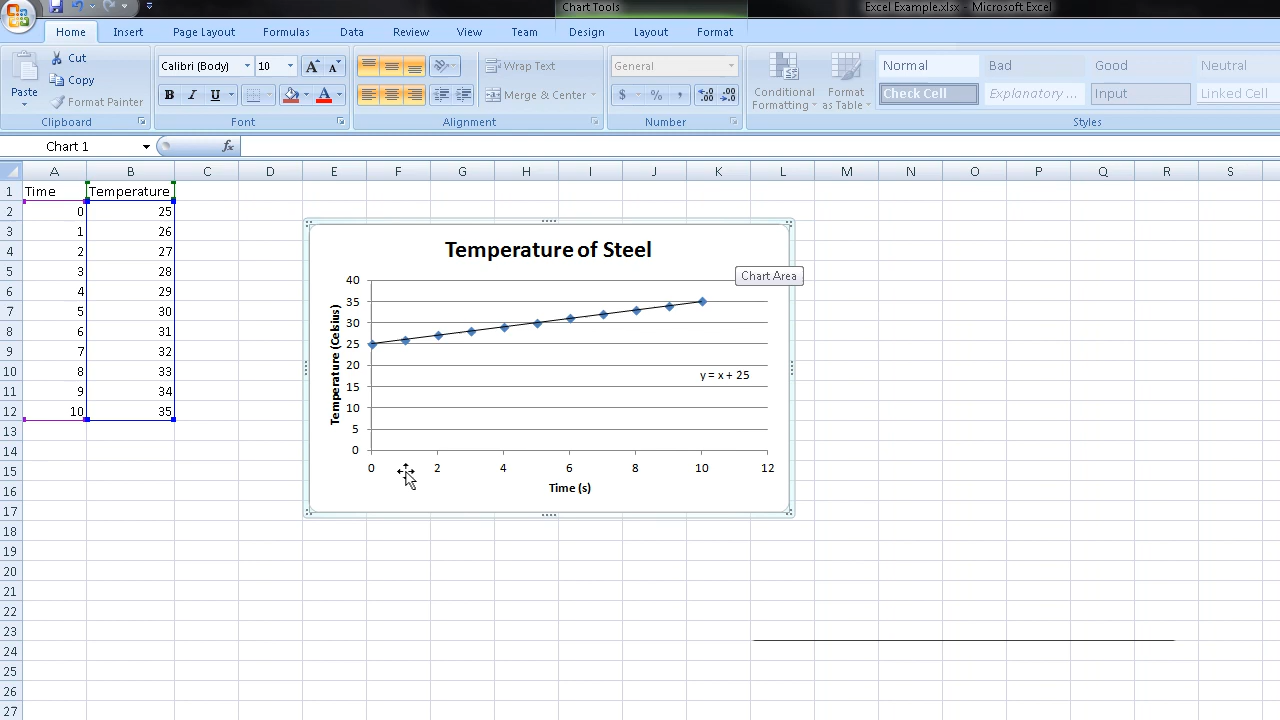 Chart Tools ExcelExample.xlsx - Microsoft Excel
Home Insert Page Layout Formulas Data Review View Team Design Layout Format
Paste
Cut
Copy
Format Painter
Clipboard
Calibri (Body) 10 A A
B I U A
Font
Wrap Text
Merge & Center
Alignment
General
$ % , .00 .0
Number
Conditional Formatting
Format as Table
Normal Bad Good Neutral
Check Cell Explanatory ... Input Linked Cell
Styles
Chart 1 fx
A B C D E F G H I J K L M N O P Q R S
1 Time Temperature
2 0 25
3 1 26
4 2 27
5 3 28
6 4 29
7 5 30
8 6 31
9 7 32
10 8 33
11 9 34
12 10 35
13
14
15
16
17
18
19
20
21
22
23
24
25
26
27
Temperature of Steel
Chart Area
40
35
30
25
20
15
10
5
0
Temperature (Celsius)
y = x + 25
0 2 4 6 8 10 12
Time (s)